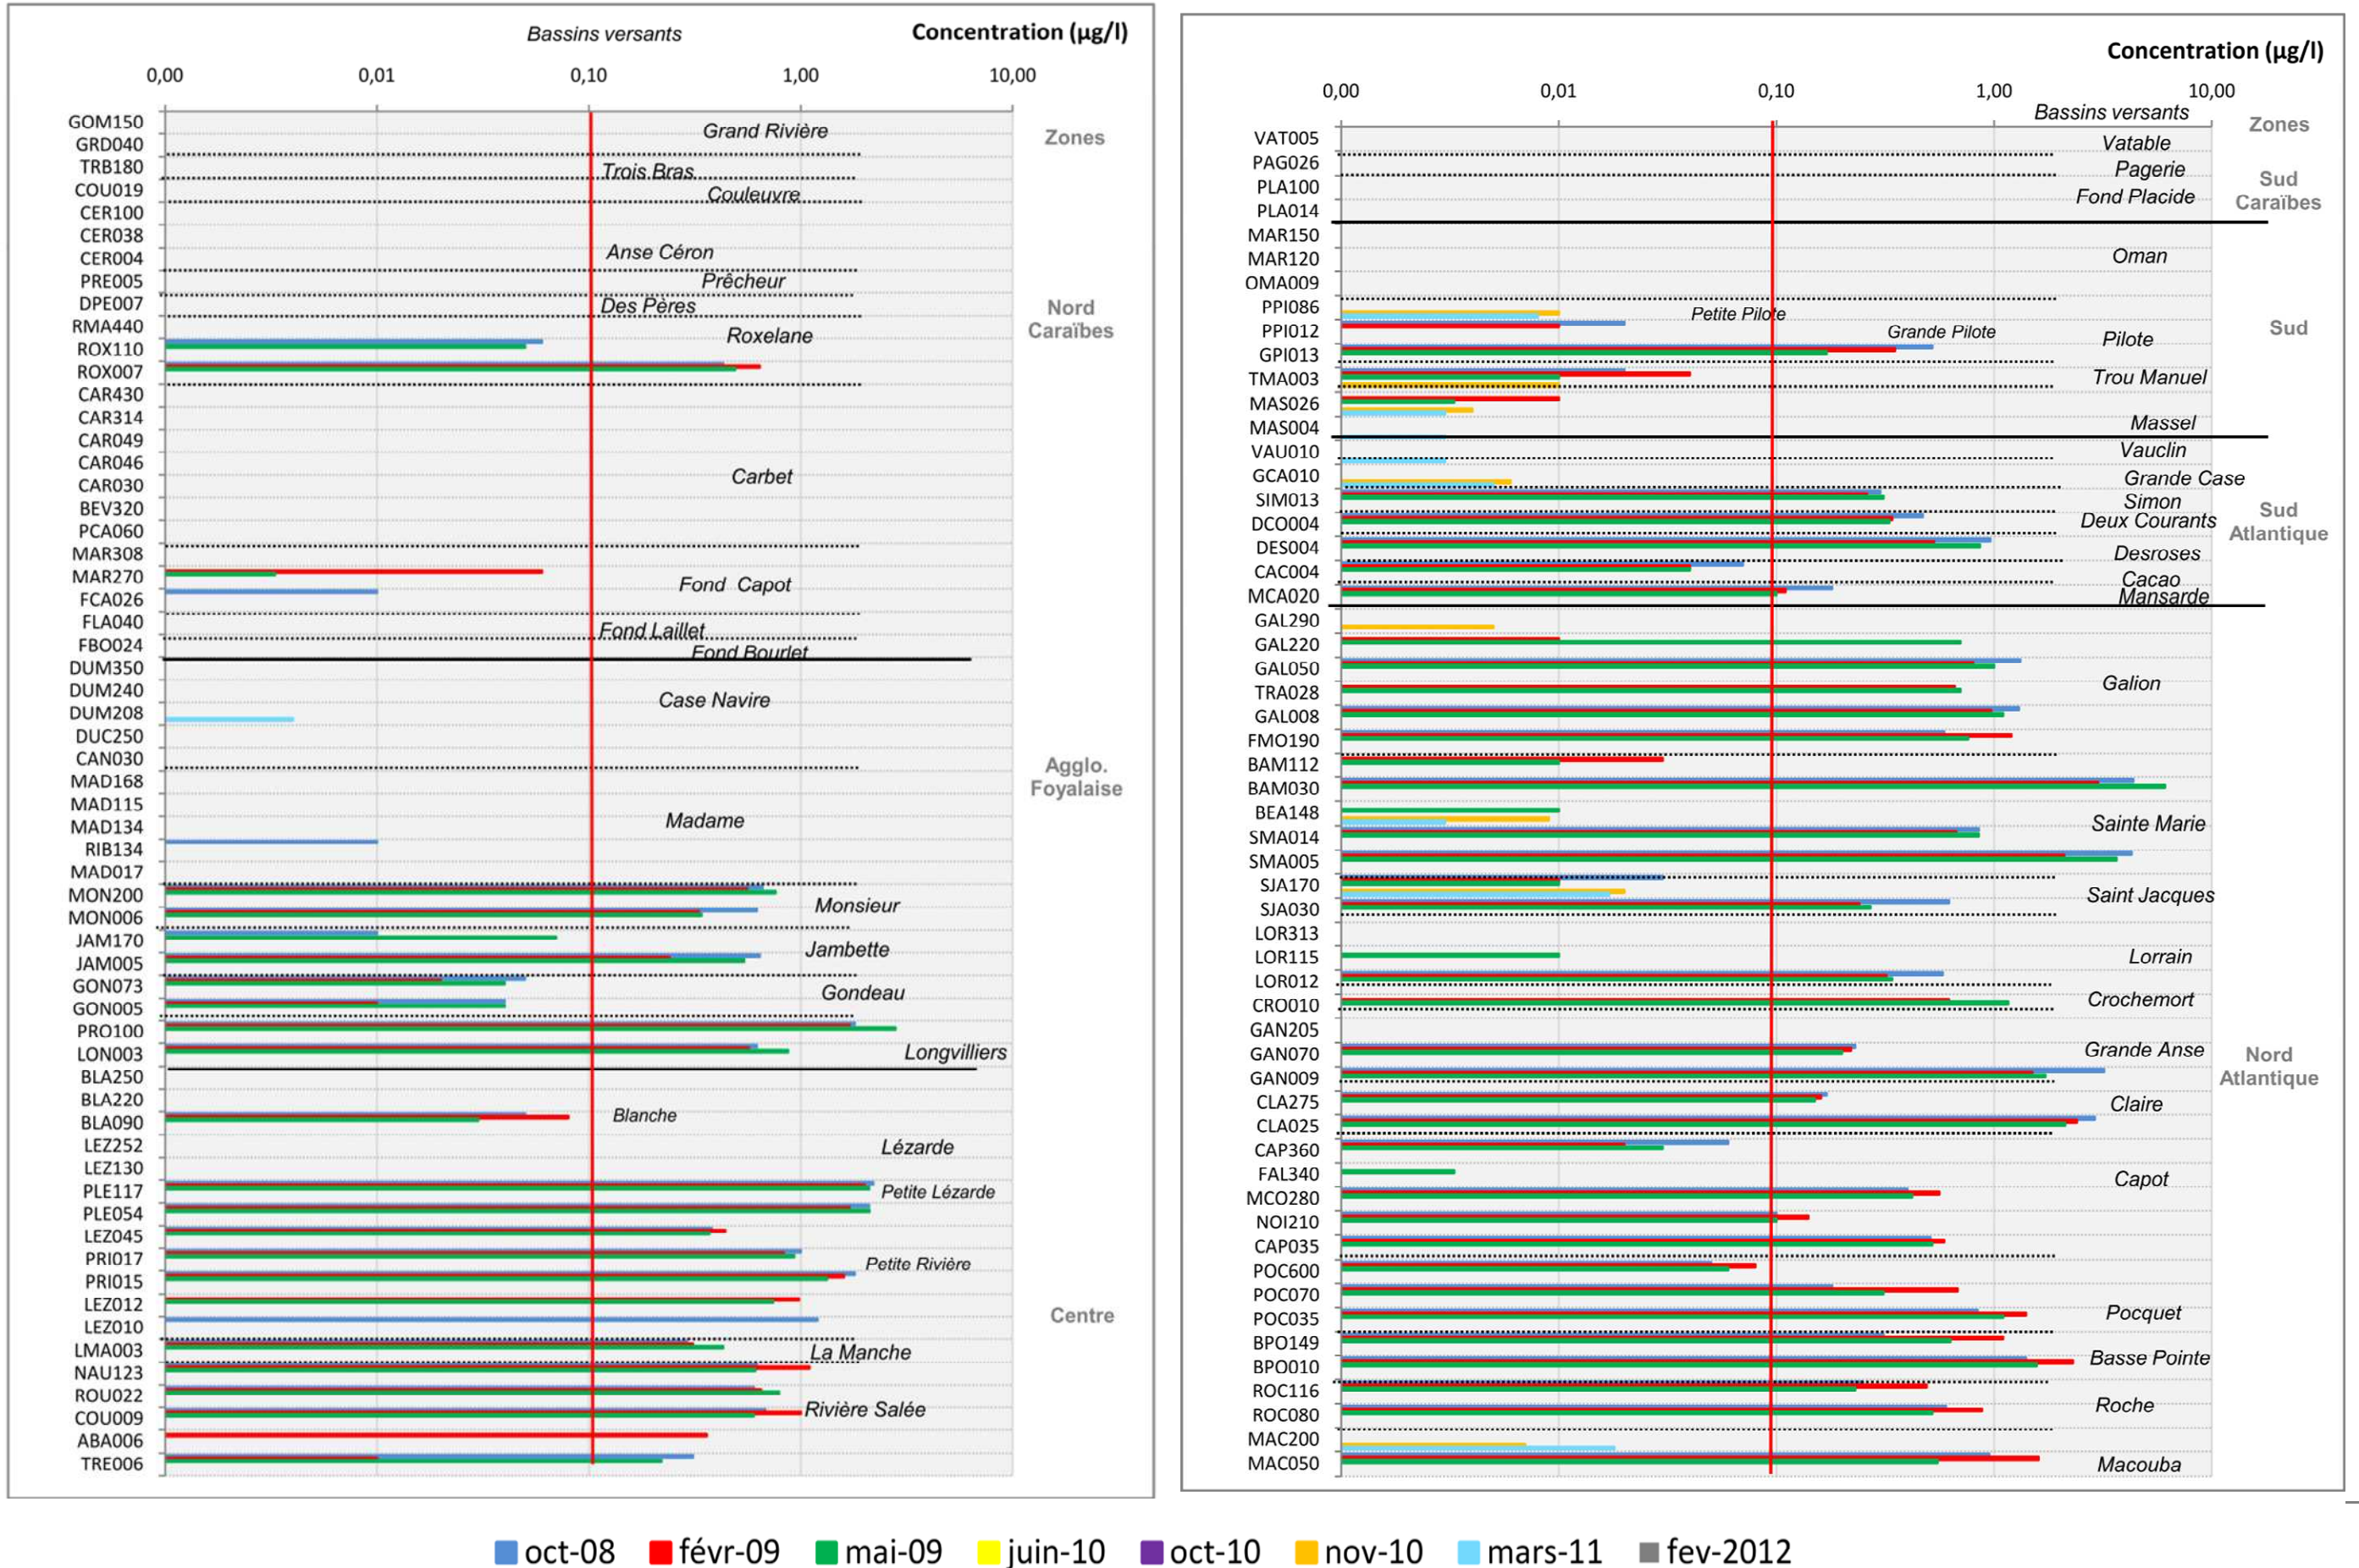 Bassins versants
Concentration (µg/l)
0,00 0,01 0,10 1,00 10,00
GOM150
Grand Rivière
Zones
GRD040
TRB180
Trois Bras
COU019
Couleuvre
CER100
CER038
CER004
Anse Céron
PRE005
Prêcheur
DPE007
Des Pères
Nord
Caraïbes
RMA440
Roxelane
ROX110
ROX007
CAR430
CAR314
CAR049
CAR046
Carbet
CAR030
BEV320
PCA060
MAR308
MAR270
Fond Capot
FCA026
FLA040
Fond Laillet
FBO024
Fond Bourlet
DUM350
DUM240
Case Navire
DUM208
DUC250
CAN030
Agglo.
Foyalaise
MAD168
MAD115
MAD134
Madame
RIB134
MAD017
MON200
Monsieur
MON006
JAM170
Jambette
JAM005
GON073
Gondeau
GON005
PRO100
LON003
Longvilliers
BLA250
BLA220
BLA090
Blanche
LEZ252
Lézarde
LEZ130
PLE117
Petite Lézarde
PLE054
LEZ045
PRI017
Petite Rivière
PRI015
LEZ012
Centre
LEZ010
LMA003
La Manche
NAU123
ROU022
COU009
Rivière Salée
ABA006
TRE006
Concentration (µg/l)
0,00 0,01 0,10 1,00 10,00
Bassins versants
Zones
VAT005
Vatable
PAG026
Pagerie
PLA100
Sud
Caraïbes
Fond Placide
PLA014
MAR150
MAR120
Oman
OMA009
PPI086
Petite Pilote
PPI012
Grande Pilote
Sud
Pilote
GPI013
TMA003
Trou Manuel
MAS026
MAS004
Massel
VAU010
Vauclin
GCA010
Grande Case
SIM013
Simon
Sud
Atlantique
DCO004
Deux Courants
DES004
Desroses
CAC004
Cacao
MCA020
Mansarde
GAL290
GAL220
GAL050
TRA028
Galion
GAL008
FMO190
BAM112
BAM030
BEA148
Sainte Marie
SMA014
SMA005
SJA170
Saint Jacques
SJA030
LOR313
LOR115
Lorrain
LOR012
CRO010
Crochemort
GAN205
GAN070
Grande Anse
Nord
Atlantique
GAN009
CLA275
Claire
CLA025
CAP360
FAL340
Capot
MCO280
NOI210
CAP035
POC600
POC070
POC035
Pocquet
BPO149
BPO010
Basse Pointe
ROC116
ROC080
Roche
MAC200
MAC050
Macouba
oct-08 févr-09 mai-09 juin-10 oct-10 nov-10 mars-11 fev-2012